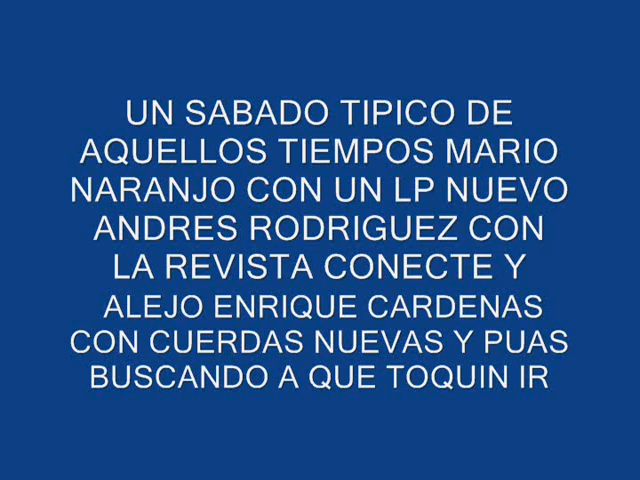 UN SABADO TIPICO DE
AQUELLOS TIEMPOS MARIO
NARANJO CON UN LP NUEVO
ANDRES RODRIGUEZ CON
LA REVISTA CONECTE Y
ALEJO ENRIQUE CARDENAS
CON CUERDAS NUEVAS Y PUAS
BUSCANDO A QUE TOQUIN IR